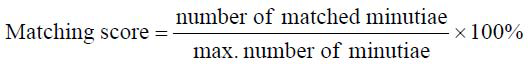 Matching score = number of matched minutiae / max. number of minutiae × 100%